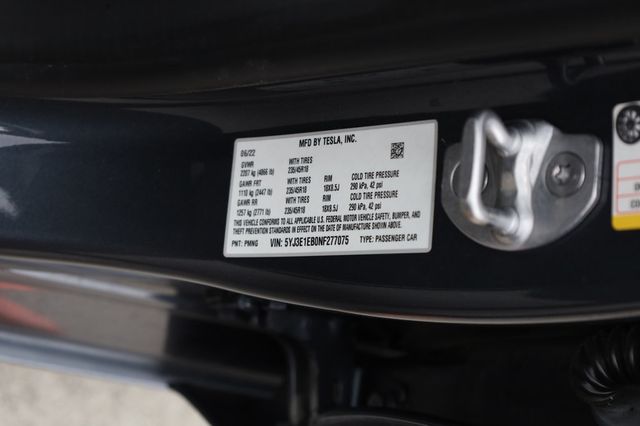 MFD BY TESLA, INC.
06/22
GVWR WITH TIRES
2207 kg (4866 lb) 235/45R18
GAWR FRT WITH TIRES RIM COLD TIRE PRESSURE
1110 kg (2447 lb) 235/45R18 18X8.5J 290 kPa, 42 psi
GAWR RR WITH TIRES RIM COLD TIRE PRESSURE
1257 kg (2771 lb) 235/45R18 18X8.5J 290 kPa, 42 psi
THIS VEHICLE CONFORMS TO ALL APPLICABLE U.S. FEDERAL MOTOR VEHICLE SAFETY, BUMPER, AND
THEFT PREVENTION STANDARDS IN EFFECT ON THE DATE OF MANUFACTURE SHOWN ABOVE.
PNT: PMNG VIN: 5YJ3E1EB0NF277075 TYPE: PASSENGER CAR